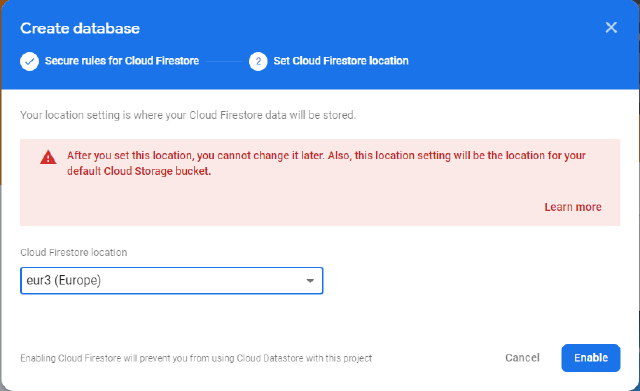 Create database
Secure rules for Cloud Firestore
2 Set Cloud Firestore location
Your location setting is where your Cloud Firestore data will be stored.
After you set this location, you cannot change it later. Also, this location setting will be the location for your
default Cloud Storage bucket.
Learn more
Cloud Firestore location
eur3 (Europe)
Enabling Cloud Firestore will prevent you from using Cloud Datastore with this project
Cancel
Enable